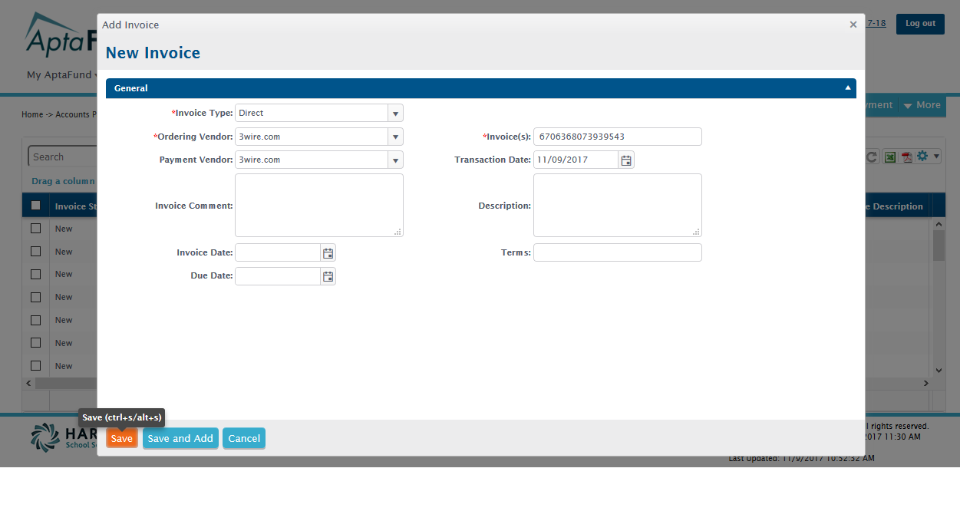 Add Invoice
×
7-18
Log out
AptaF
New Invoice
My AptaFund
General
*Invoice Type: Direct
Home -> Accounts P
ment
More
*Ordering Vendor: 3wire.com
*Invoice(s): 6706368073939543
Search
Payment Vendor: 3wire.com
Transaction Date: 11/09/2017
Drag a column
Invoice St
Invoice Comment:
Description:
e Description
New
New
Invoice Date:
Terms:
New
Due Date:
New
New
New
New
Save (ctrl+s/alt+s)
HAR
School S
Save
Save and Add
Cancel
l rights reserved.
017 11:30 AM
Last Updated: 11/9/2017 10:52:32 AM